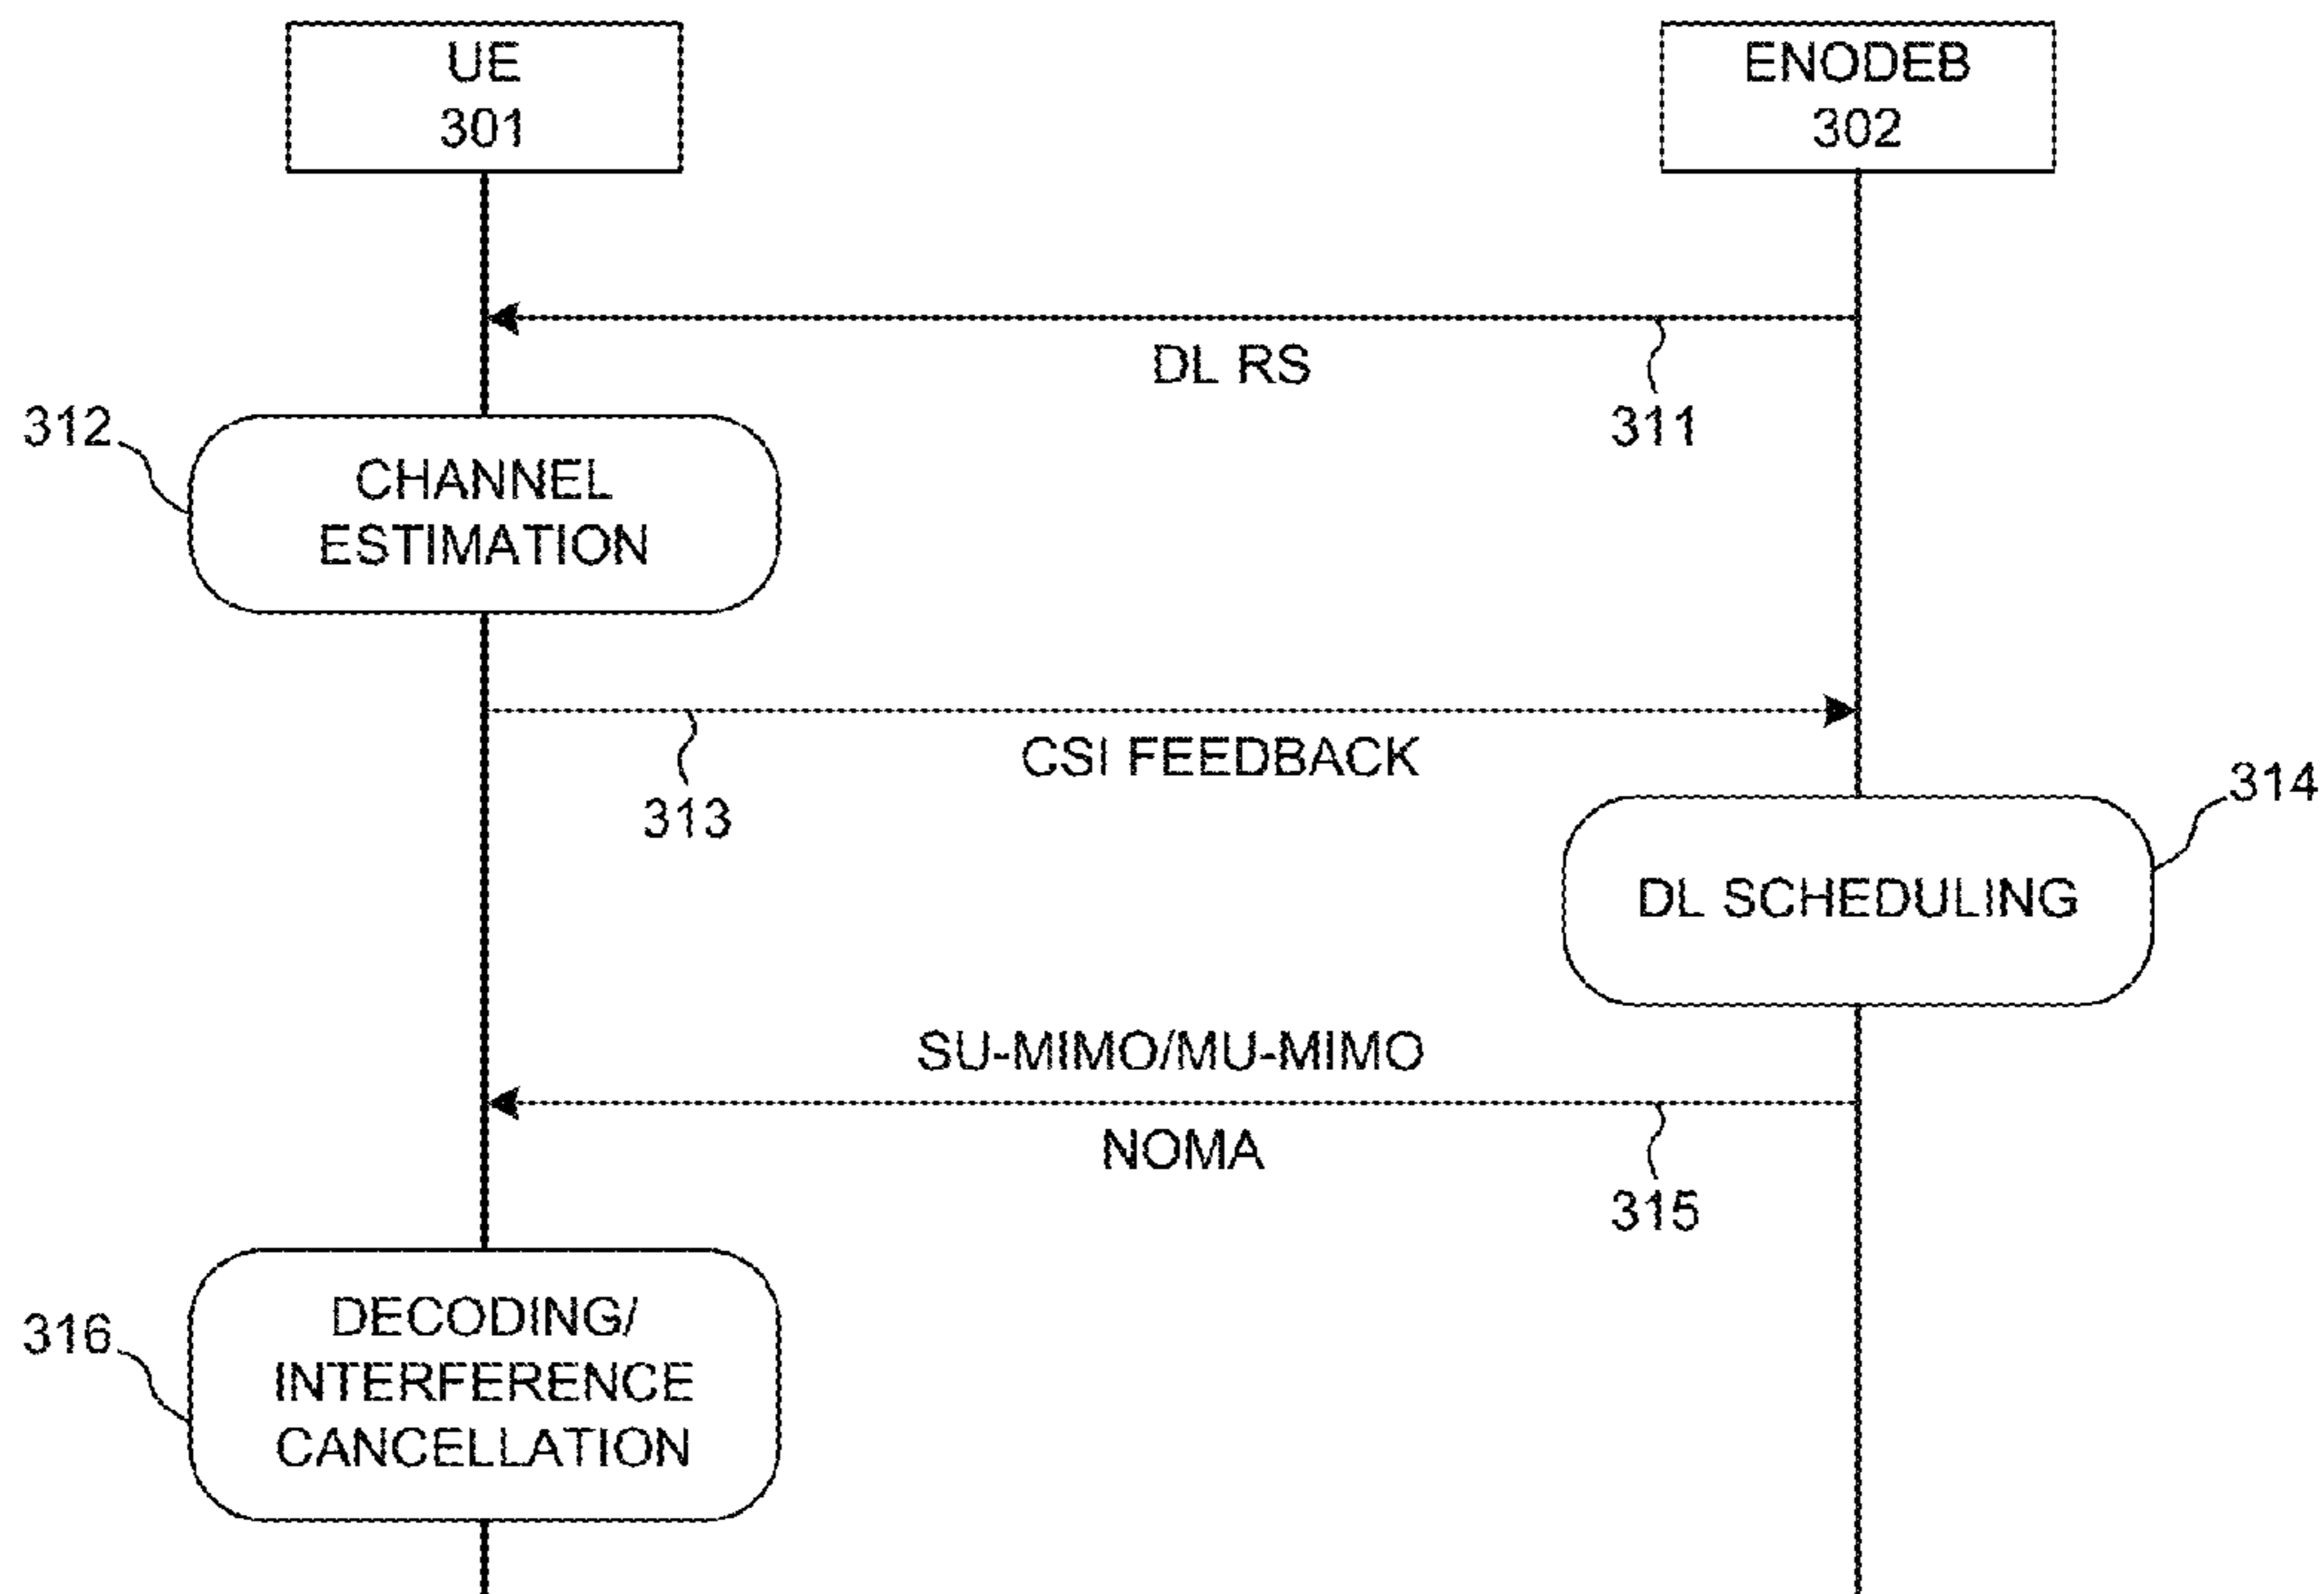 UE
301
ENODEB
302
DL RS
311
312
CHANNEL
ESTIMATION
CSI FEEDBACK
313
314
DL SCHEDULING
SU-MIMO/MU-MIMO
NOMA
315
316
DECODING/
INTERFERENCE
CANCELLATION